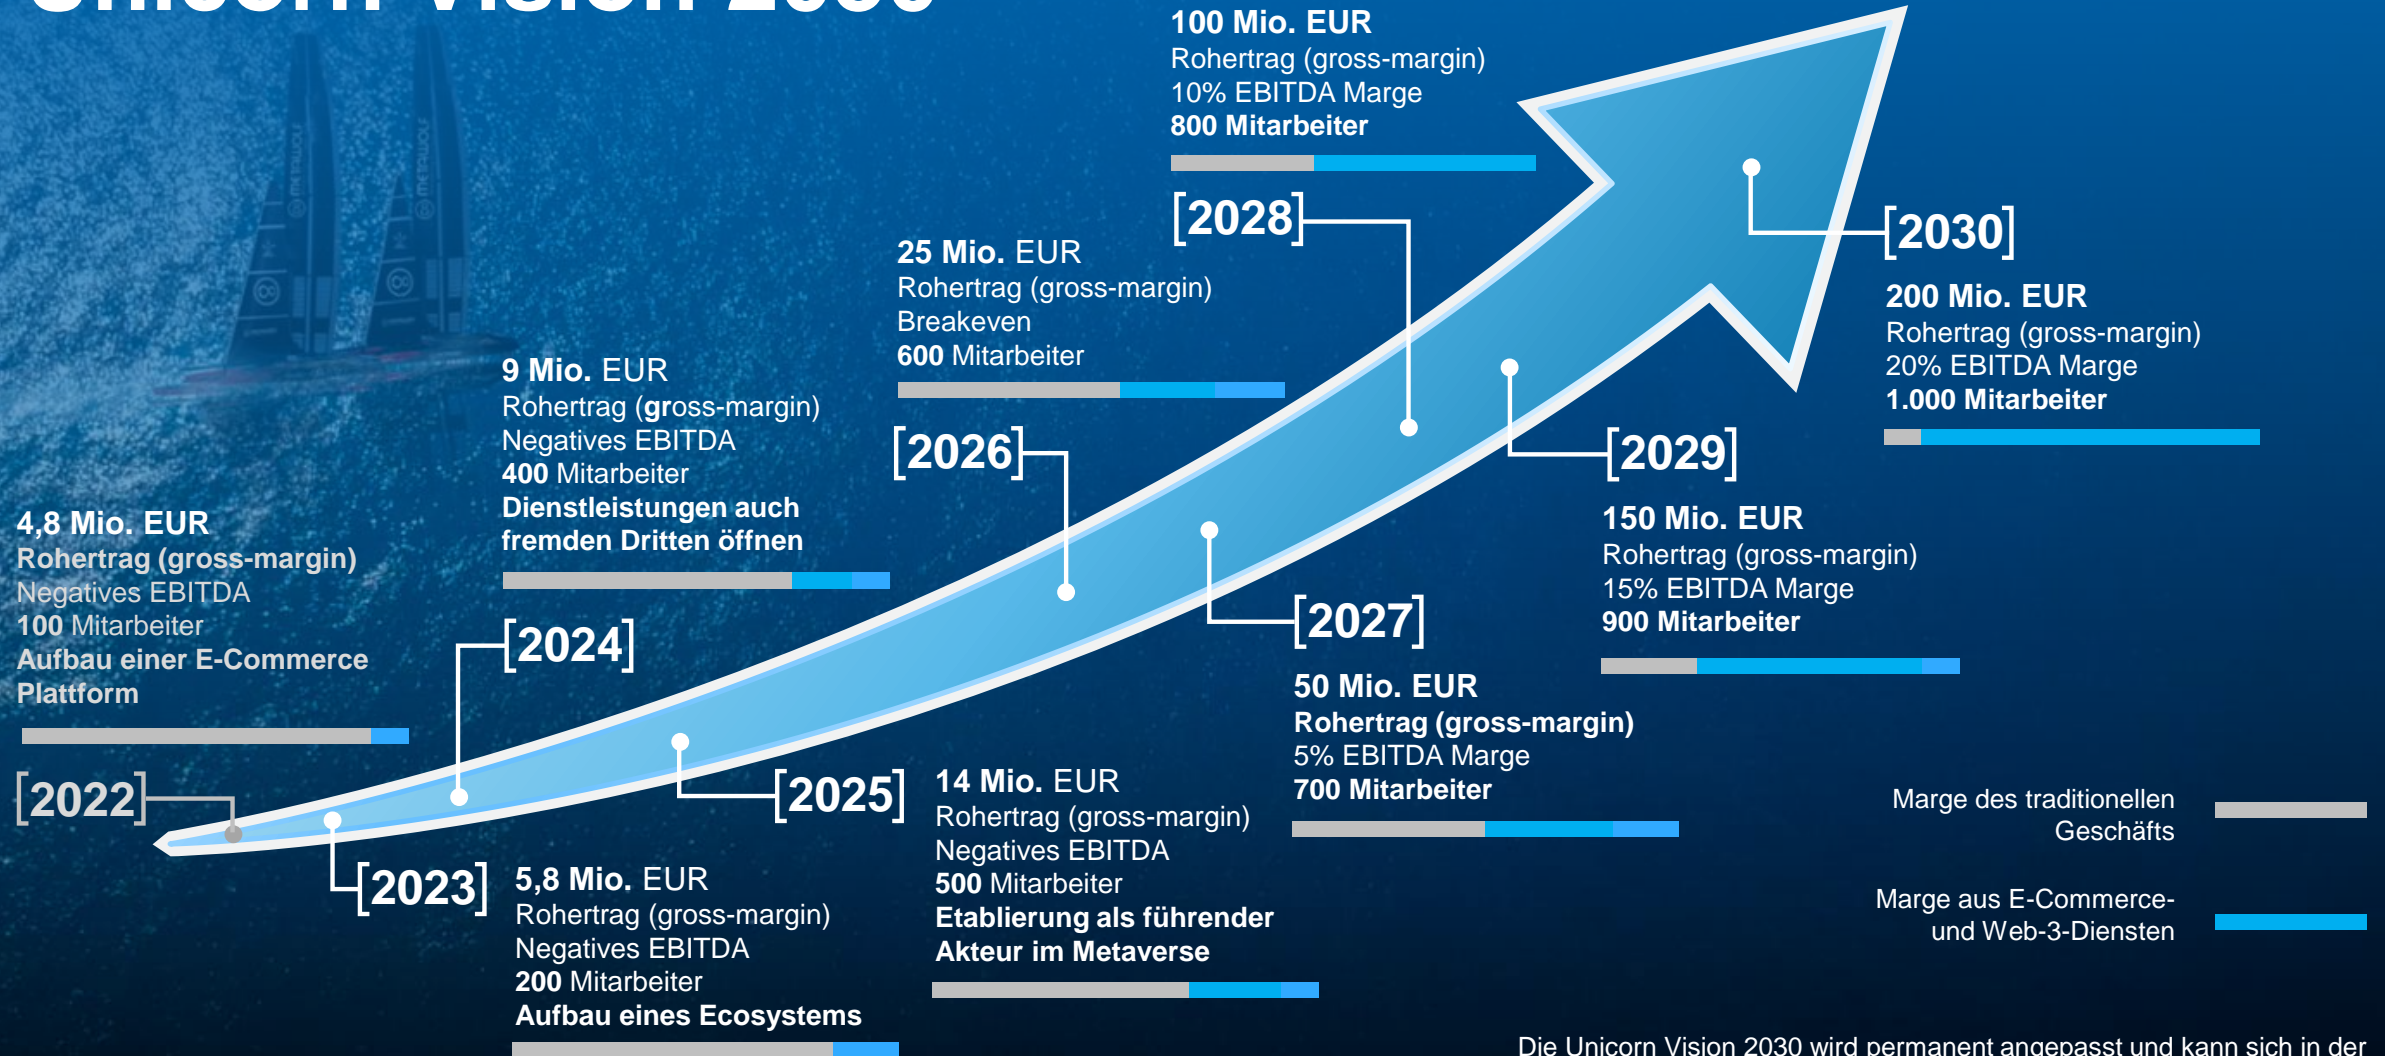 Unicorn Vision 2030
100 Mio. EUR
Rohertrag (gross-margin)
10% EBITDA Marge
800 Mitarbeiter
[2028]
[2030]
200 Mio. EUR
Rohertrag (gross-margin)
20% EBITDA Marge
1.000 Mitarbeiter
25 Mio. EUR
Rohertrag (gross-margin)
Breakeven
600 Mitarbeiter
[2026]
9 Mio. EUR
Rohertrag (gross-margin)
Negatives EBITDA
400 Mitarbeiter
Dienstleistungen auch
fremden Dritten öffnen
[2024]
[2029]
150 Mio. EUR
Rohertrag (gross-margin)
15% EBITDA Marge
900 Mitarbeiter
4,8 Mio. EUR
Rohertrag (gross-margin)
Negatives EBITDA
100 Mitarbeiter
Aufbau einer E-Commerce
Plattform
[2022]
[2027]
50 Mio. EUR
Rohertrag (gross-margin)
5% EBITDA Marge
700 Mitarbeiter
[2025]
14 Mio. EUR
Rohertrag (gross-margin)
Negatives EBITDA
500 Mitarbeiter
Etablierung als führender
Akteur im Metaverse
[2023]
5,8 Mio. EUR
Rohertrag (gross-margin)
Negatives EBITDA
200 Mitarbeiter
Aufbau eines Ecosystems
Marge des traditionellen
Geschäfts
Marge aus E-Commerce-
und Web-3-Diensten
Die Unicorn Vision 2030 wird permanent angepasst und kann sich in der